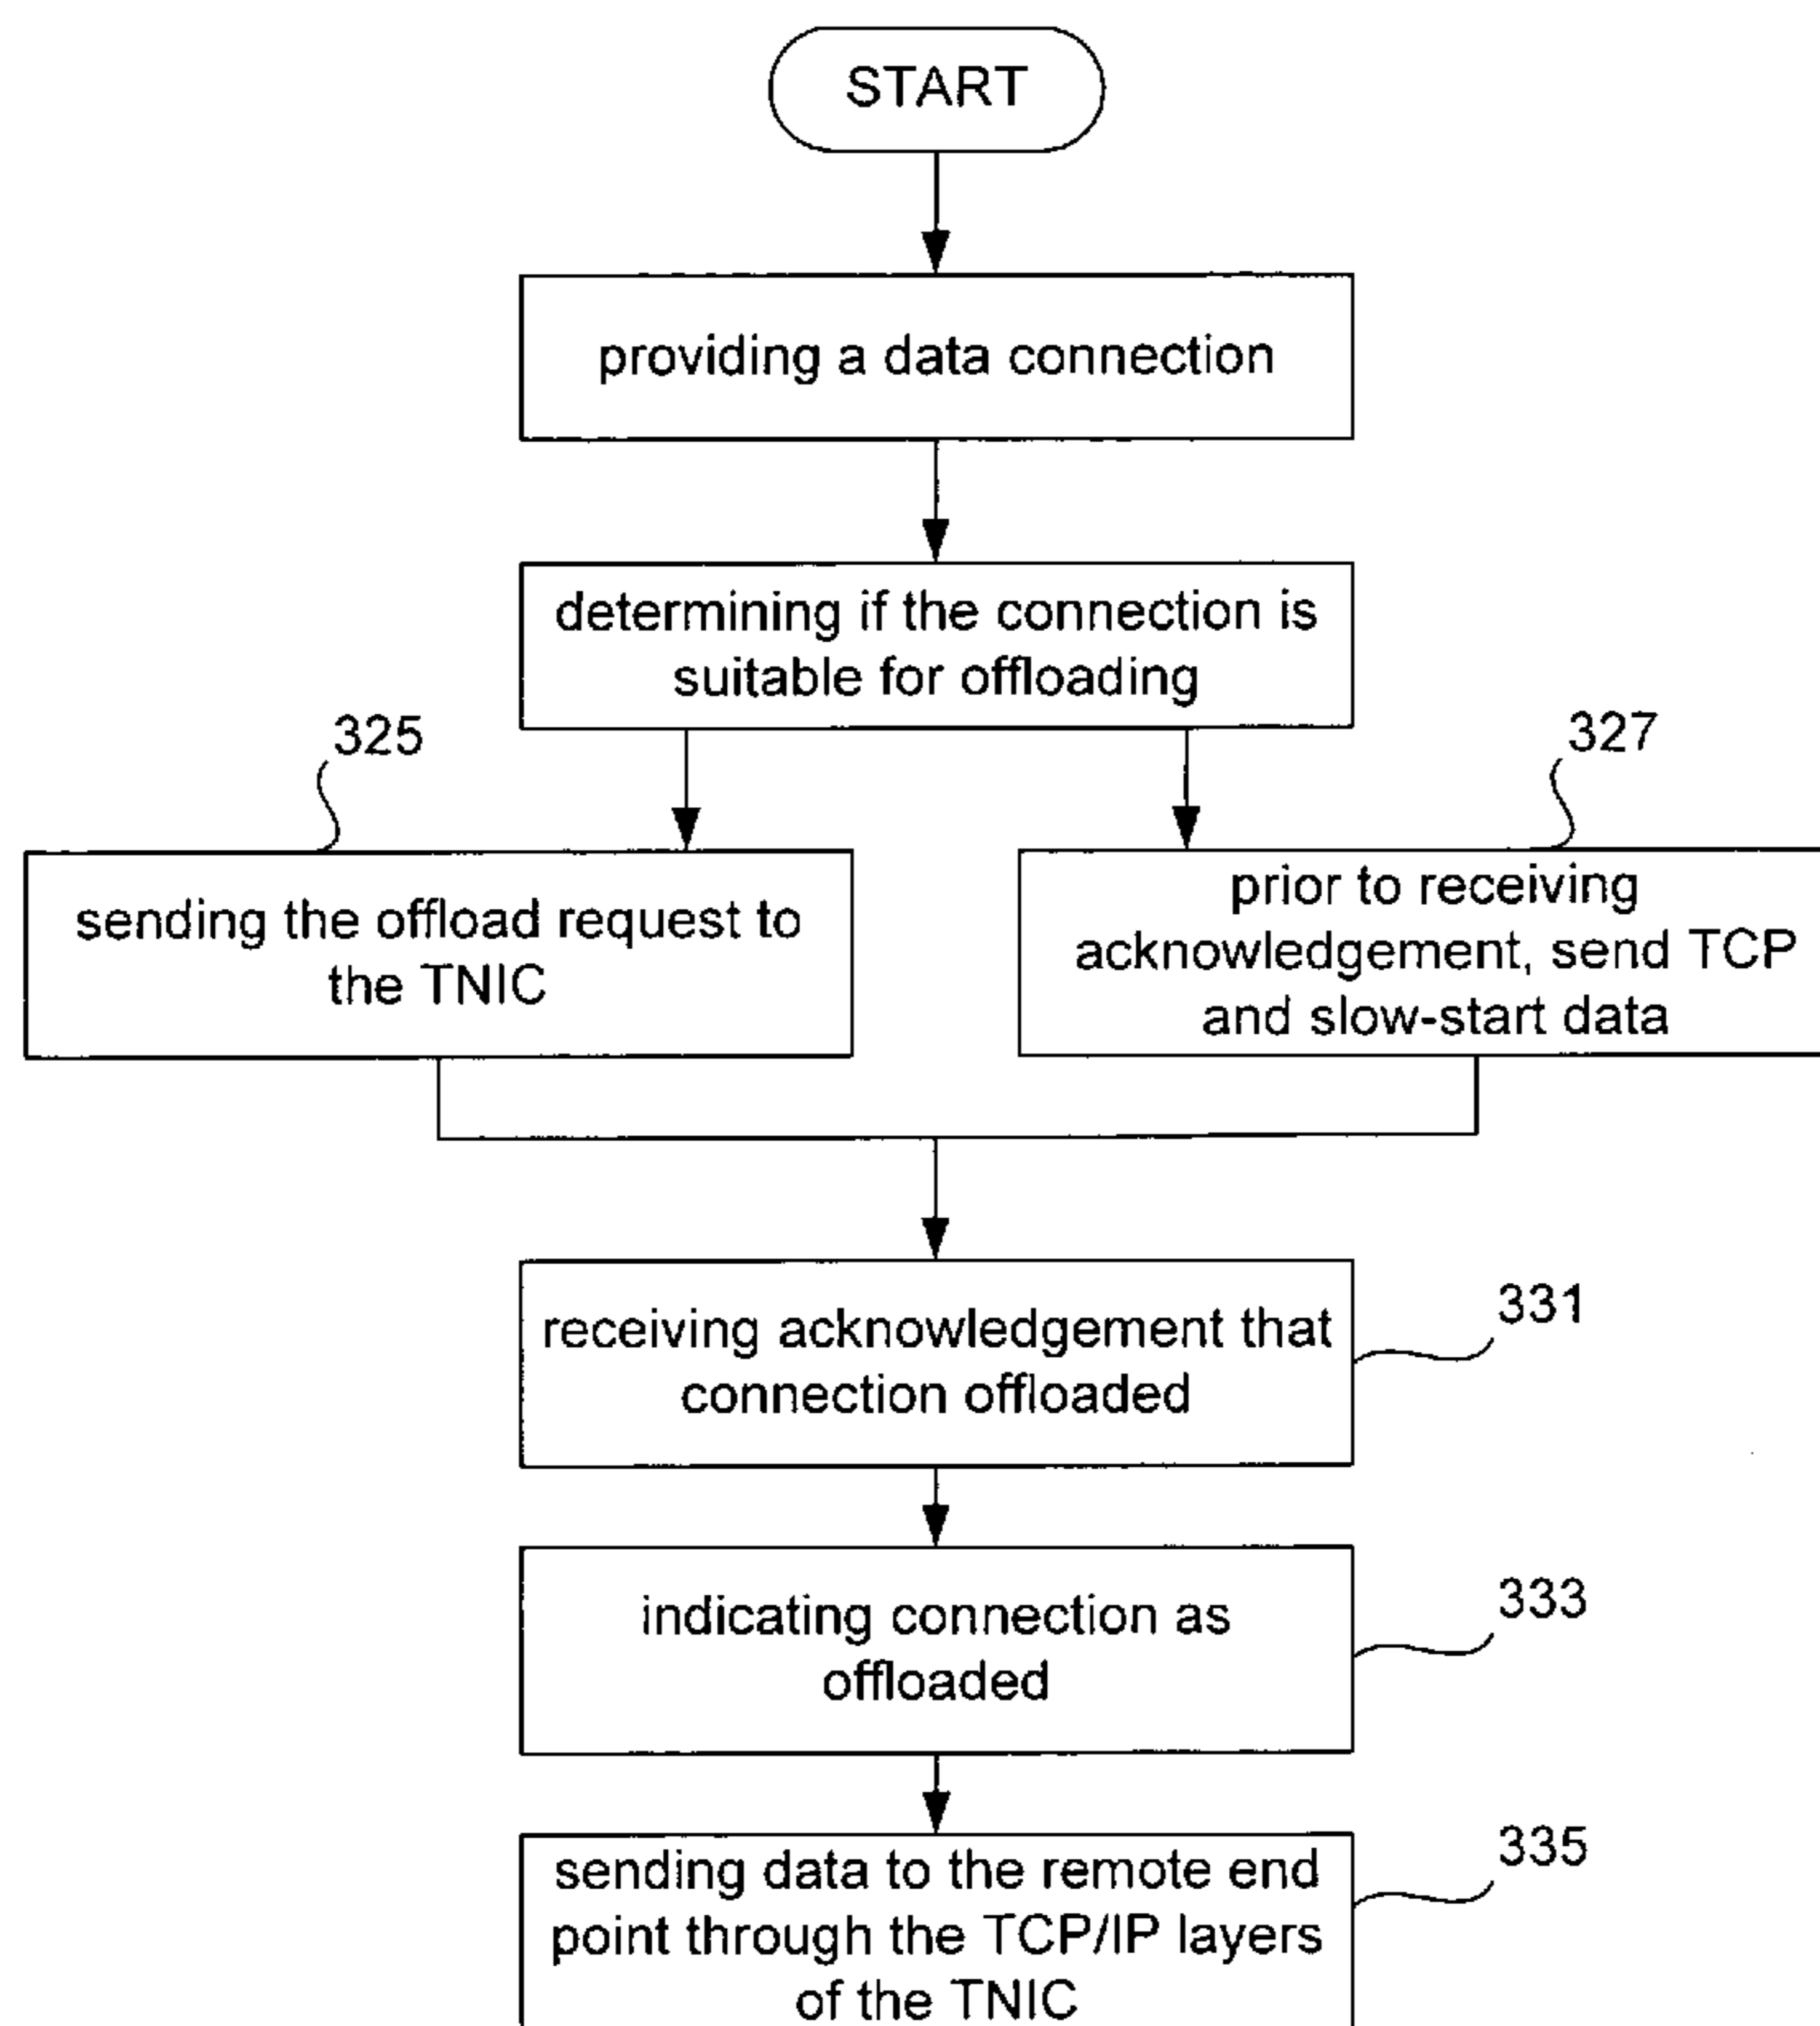 START
providing a data connection
determining if the connection is
suitable for offloading
325
327
sending the offload request to
the TNIC
prior to receiving
acknowledgement, send TCP
and slow-start data
receiving acknowledgement that
connection offloaded
331
indicating connection as
offloaded
333
sending data to the remote end
point through the TCP/IP layers
of the TNIC
335